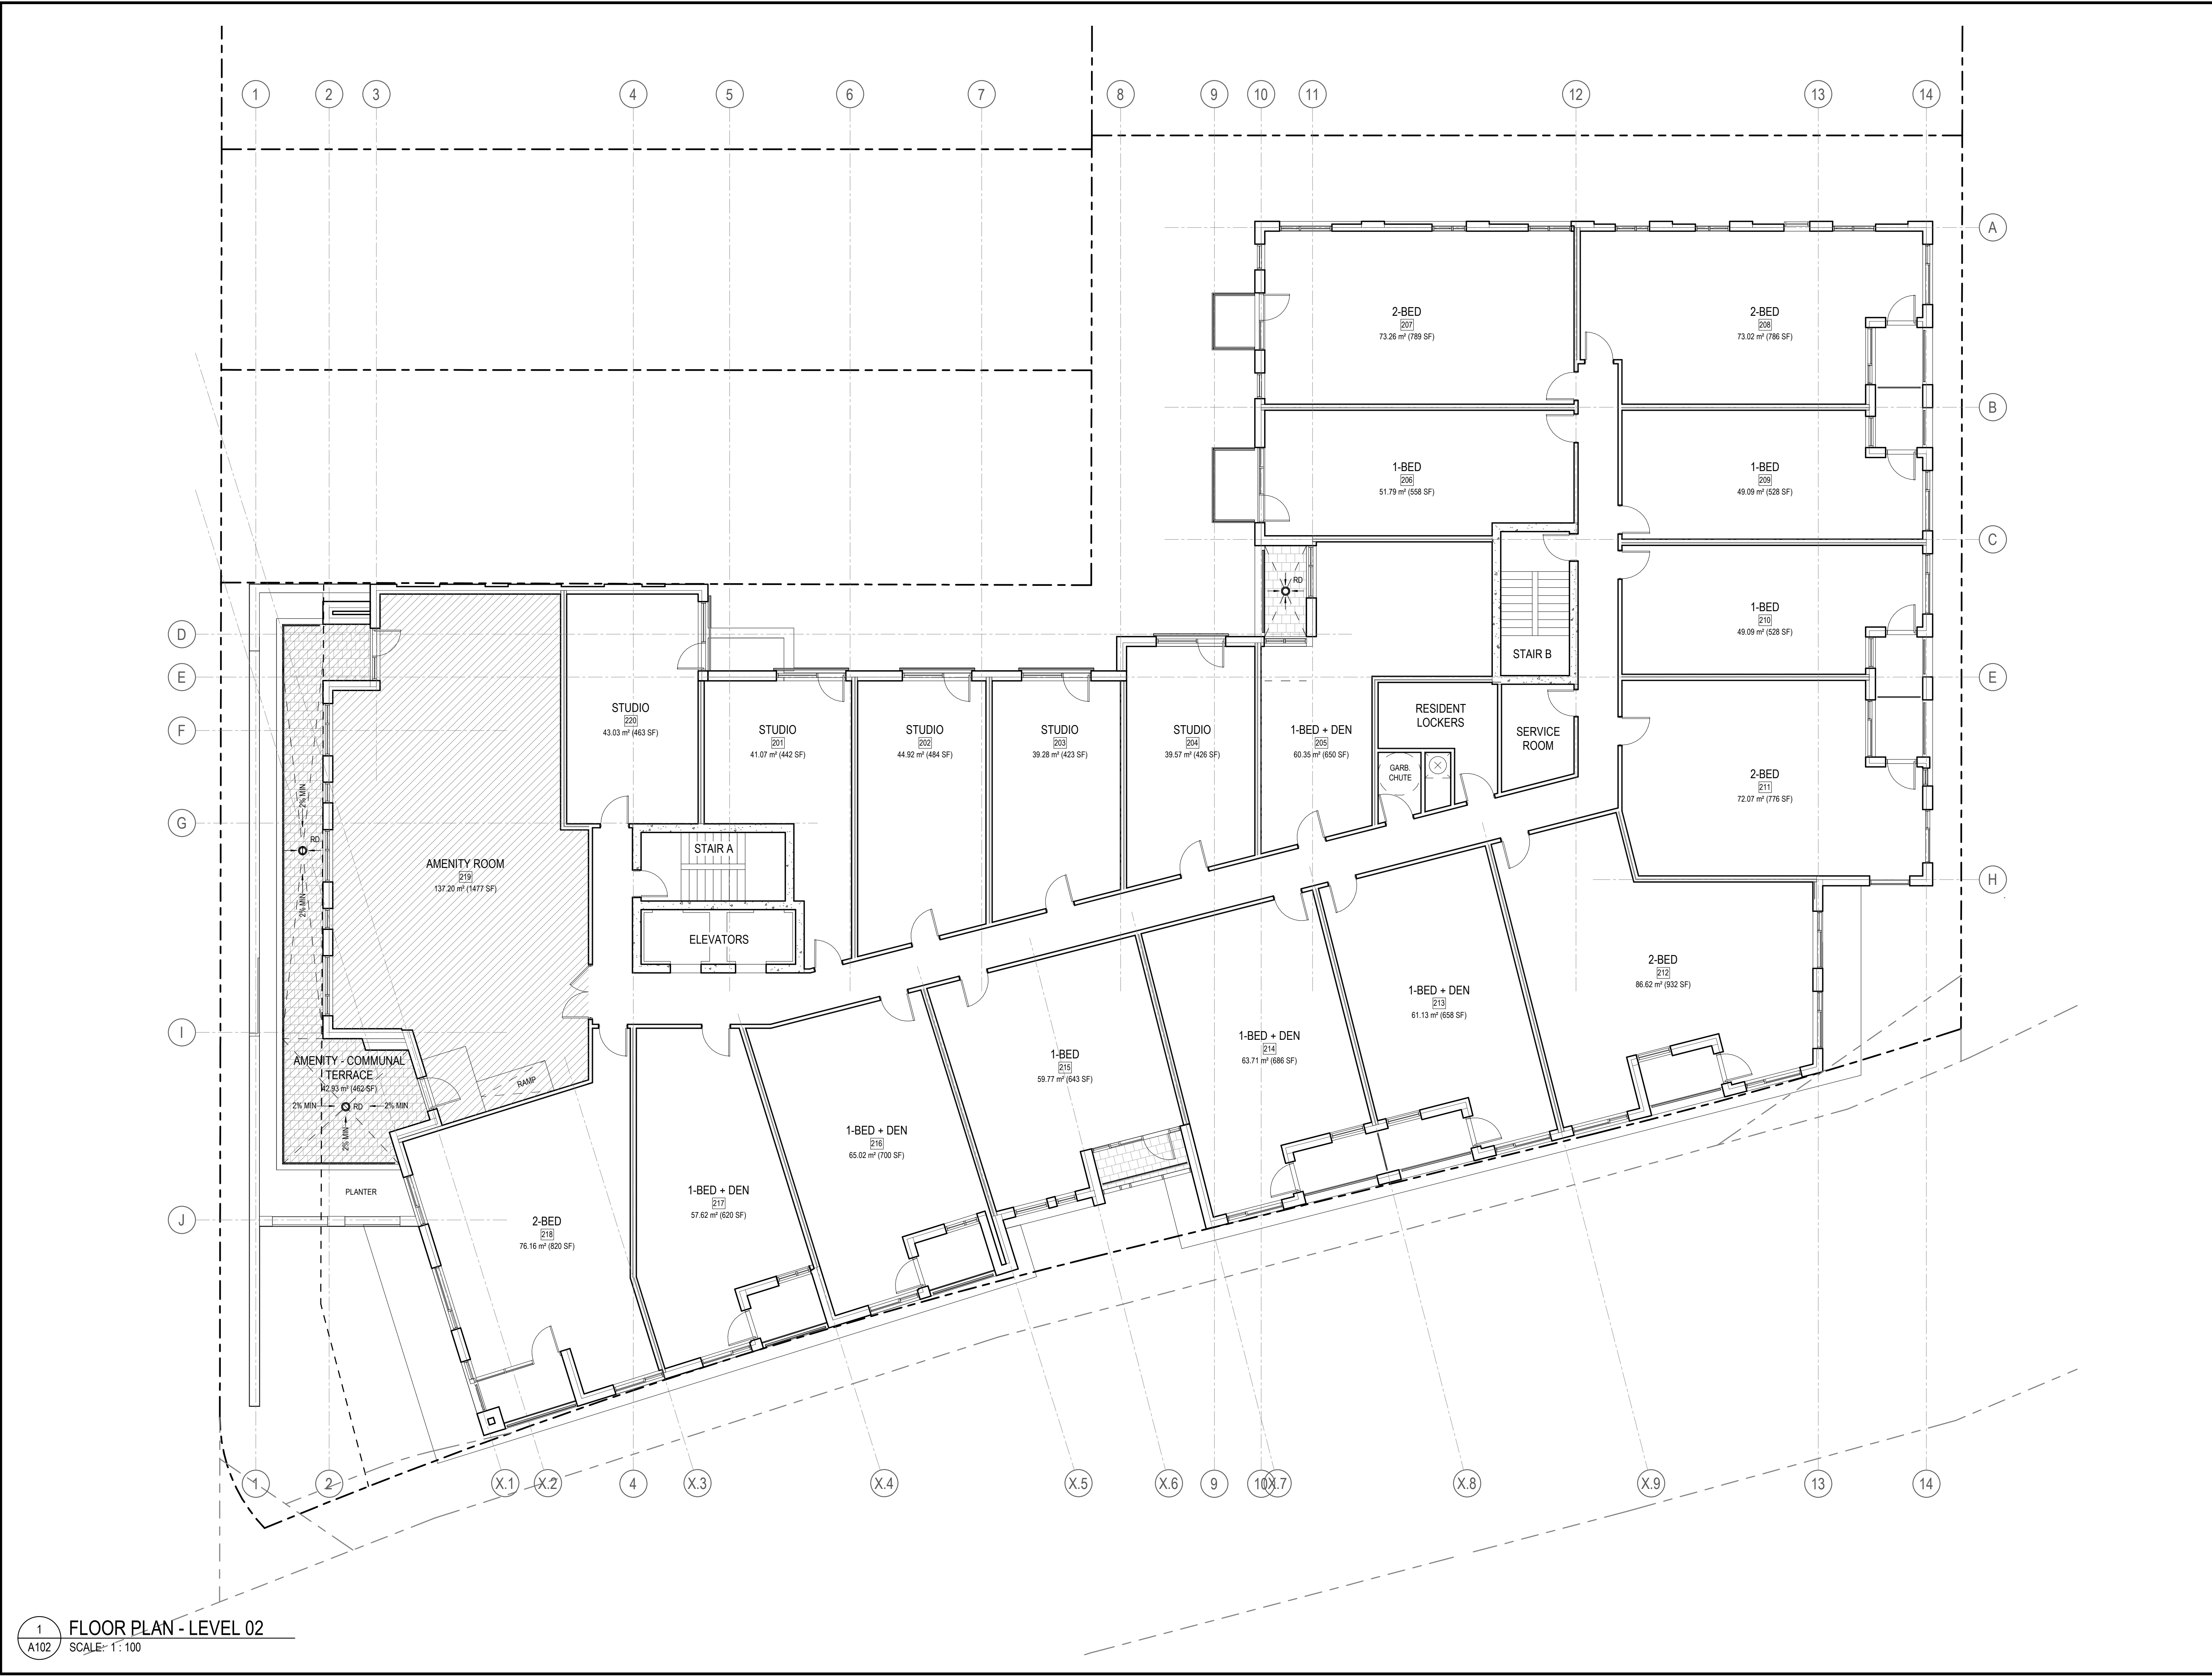 1
2
3
4
5
6
7
8
9
10
11
12
13
14
A
B
C
D
E
F
G
H
I
J
E
2-BED
207
73.26 m² (789 SF)
2-BED
208
73.02 m² (786 SF)
1-BED
206
51.79 m² (558 SF)
1-BED
209
49.09 m² (528 SF)
RD
1-BED
210
49.09 m² (528 SF)
STAIR B
STUDIO
220
43.03 m² (463 SF)
STUDIO
201
41.07 m² (442 SF)
STUDIO
202
44.92 m² (484 SF)
STUDIO
203
39.28 m² (423 SF)
STUDIO
204
39.57 m² (426 SF)
1-BED + DEN
205
60.35 m² (650 SF)
RESIDENT
LOCKERS
SERVICE
ROOM
GARB.
CHUTE
2-BED
211
72.07 m² (776 SF)
2% MIN
RD
2% MIN
AMENITY ROOM
219
137.20 m² (1477 SF)
STAIR A
ELEVATORS
2-BED
212
86.62 m² (932 SF)
1-BED + DEN
213
61.13 m² (658 SF)
1-BED + DEN
214
63.71 m² (686 SF)
1-BED
215
59.77 m² (643 SF)
AMENITY - COMMUNAL
TERRACE
42.93 m² (462 SF)
RAMP
2% MIN
RD
2% MIN
2% MIN
1-BED + DEN
216
65.02 m² (700 SF)
PLANTER
1-BED + DEN
217
57.62 m² (620 SF)
2-BED
218
76.16 m² (820 SF)
1
2
X.1
X.2
4
X.3
X.4
X.5
X.6
9
10
X.7
X.8
X.9
13
14
1
A102
FLOOR PLAN - LEVEL 02
SCALE: 1 : 100